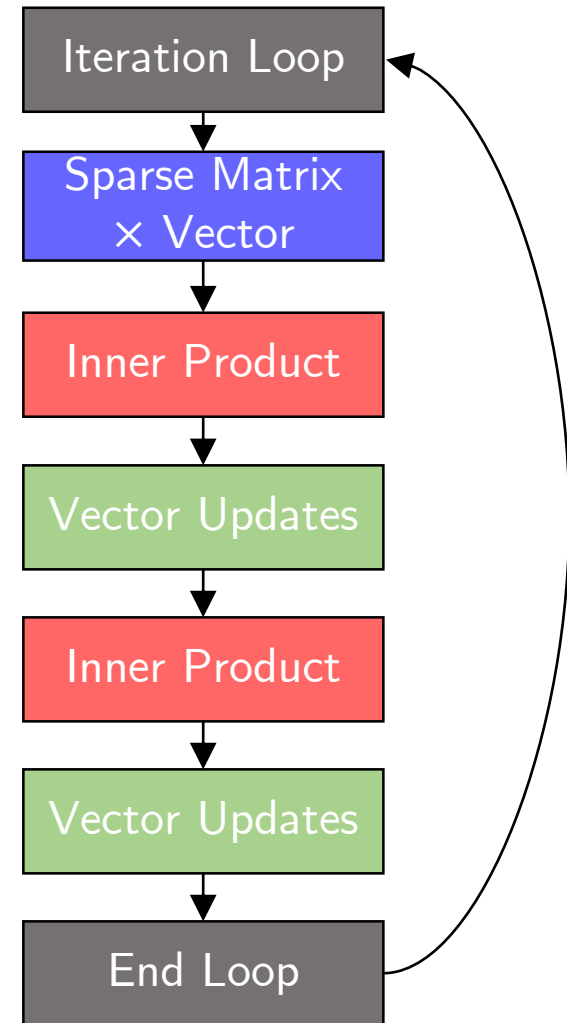 Iteration Loop
Sparse Matrix
× Vector
Inner Product
Vector Updates
Inner Product
Vector Updates
End Loop